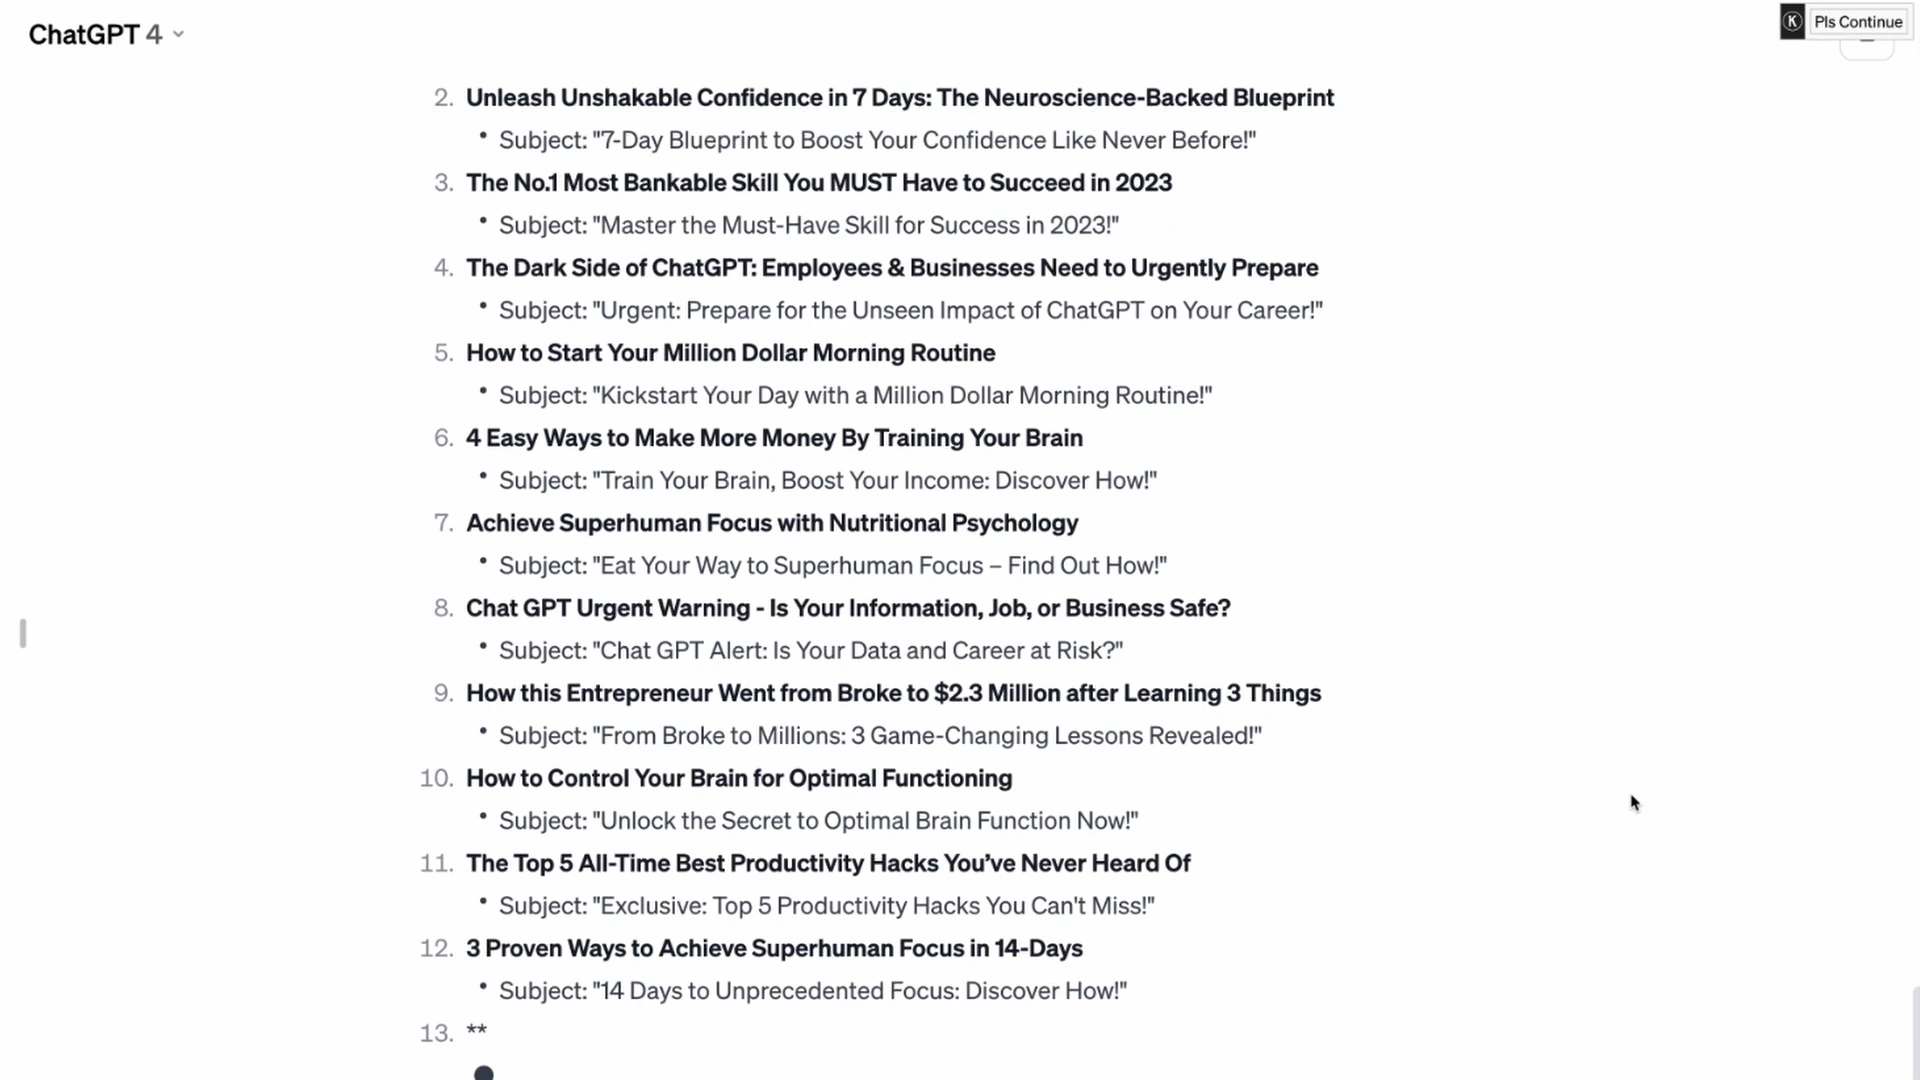 ChatGPT 4
K Pls Continue
2. Unleash Unshakable Confidence in 7 Days: The Neuroscience-Backed Blueprint
• Subject: "7-Day Blueprint to Boost Your Confidence Like Never Before!"
3. The No.1 Most Bankable Skill You MUST Have to Succeed in 2023
• Subject: "Master the Must-Have Skill for Success in 2023!"
4. The Dark Side of ChatGPT: Employees & Businesses Need to Urgently Prepare
• Subject: "Urgent: Prepare for the Unseen Impact of ChatGPT on Your Career!"
5. How to Start Your Million Dollar Morning Routine
• Subject: "Kickstart Your Day with a Million Dollar Morning Routine!"
6. 4 Easy Ways to Make More Money By Training Your Brain
• Subject: "Train Your Brain, Boost Your Income: Discover How!"
7. Achieve Superhuman Focus with Nutritional Psychology
• Subject: "Eat Your Way to Superhuman Focus – Find Out How!"
8. Chat GPT Urgent Warning - Is Your Information, Job, or Business Safe?
• Subject: "Chat GPT Alert: Is Your Data and Career at Risk?"
9. How this Entrepreneur Went from Broke to $2.3 Million after Learning 3 Things
• Subject: "From Broke to Millions: 3 Game-Changing Lessons Revealed!"
10. How to Control Your Brain for Optimal Functioning
• Subject: "Unlock the Secret to Optimal Brain Function Now!"
11. The Top 5 All-Time Best Productivity Hacks You’ve Never Heard Of
• Subject: "Exclusive: Top 5 Productivity Hacks You Can't Miss!"
12. 3 Proven Ways to Achieve Superhuman Focus in 14-Days
• Subject: "14 Days to Unprecedented Focus: Discover How!"
13. **